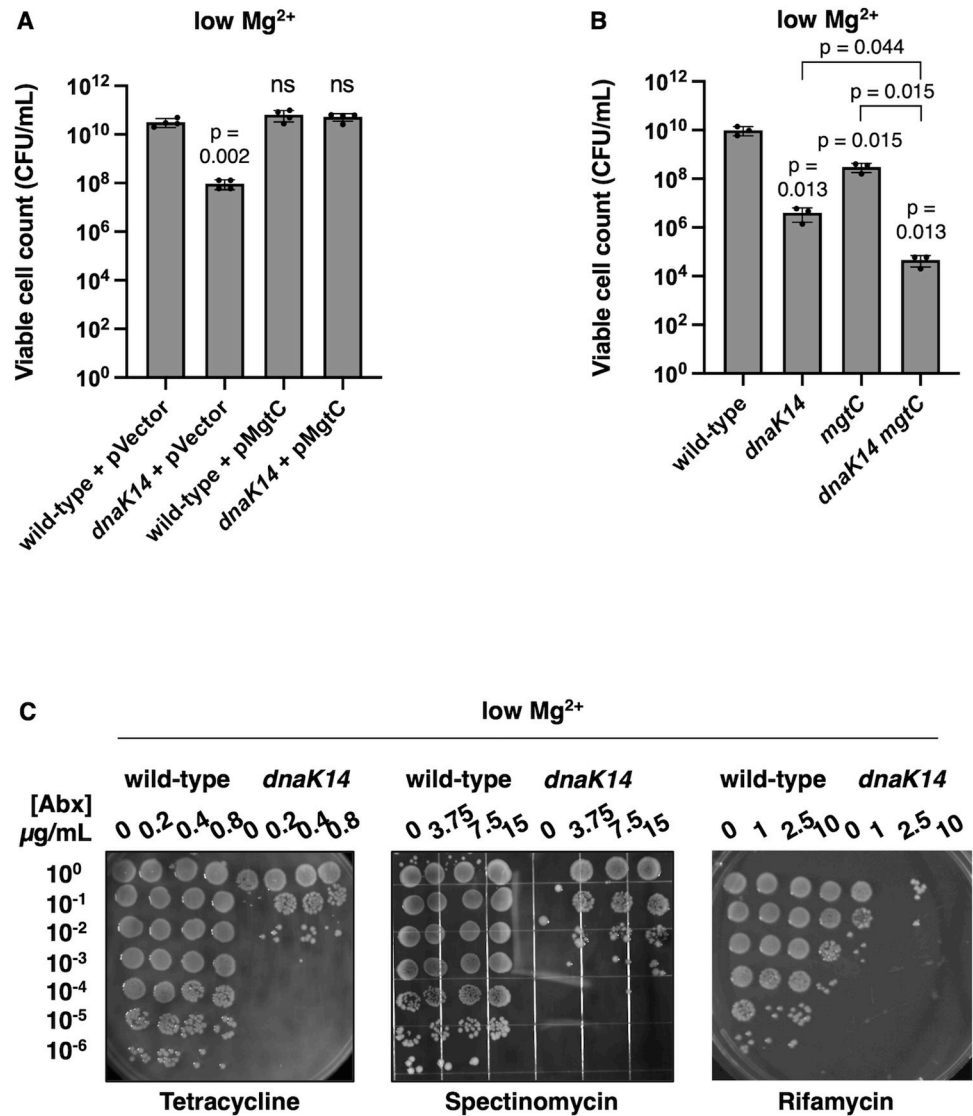 A
low Mg²⁺
Viable cell count (CFU/mL)
10¹²
10¹⁰
10⁸
10⁶
10⁴
10²
10⁰
ns
ns
p =
0.002
wild-type + pVector
dnaK14 + pVector
wild-type + pMgtC
dnaK14 + pMgtC
B
low Mg²⁺
p = 0.044
p = 0.015
p = 0.015
p =
0.013
p =
0.013
Viable cell count (CFU/mL)
10¹²
10¹⁰
10⁸
10⁶
10⁴
10²
10⁰
wild-type
dnaK14
mgtC
dnaK14 mgtC
C
low Mg²⁺
wild-type dnaK14 wild-type dnaK14 wild-type dnaK14
[Abx]
µg/mL
0 0.2 0.4 0.8 0 0.2 0.4 0.8 0 3.75 7.5 15 0 3.75 7.5 15 0 1 2.5 10 0 1 2.5 10
10⁰
10⁻¹
10⁻²
10⁻³
10⁻⁴
10⁻⁵
10⁻⁶
Tetracycline Spectinomycin Rifamycin